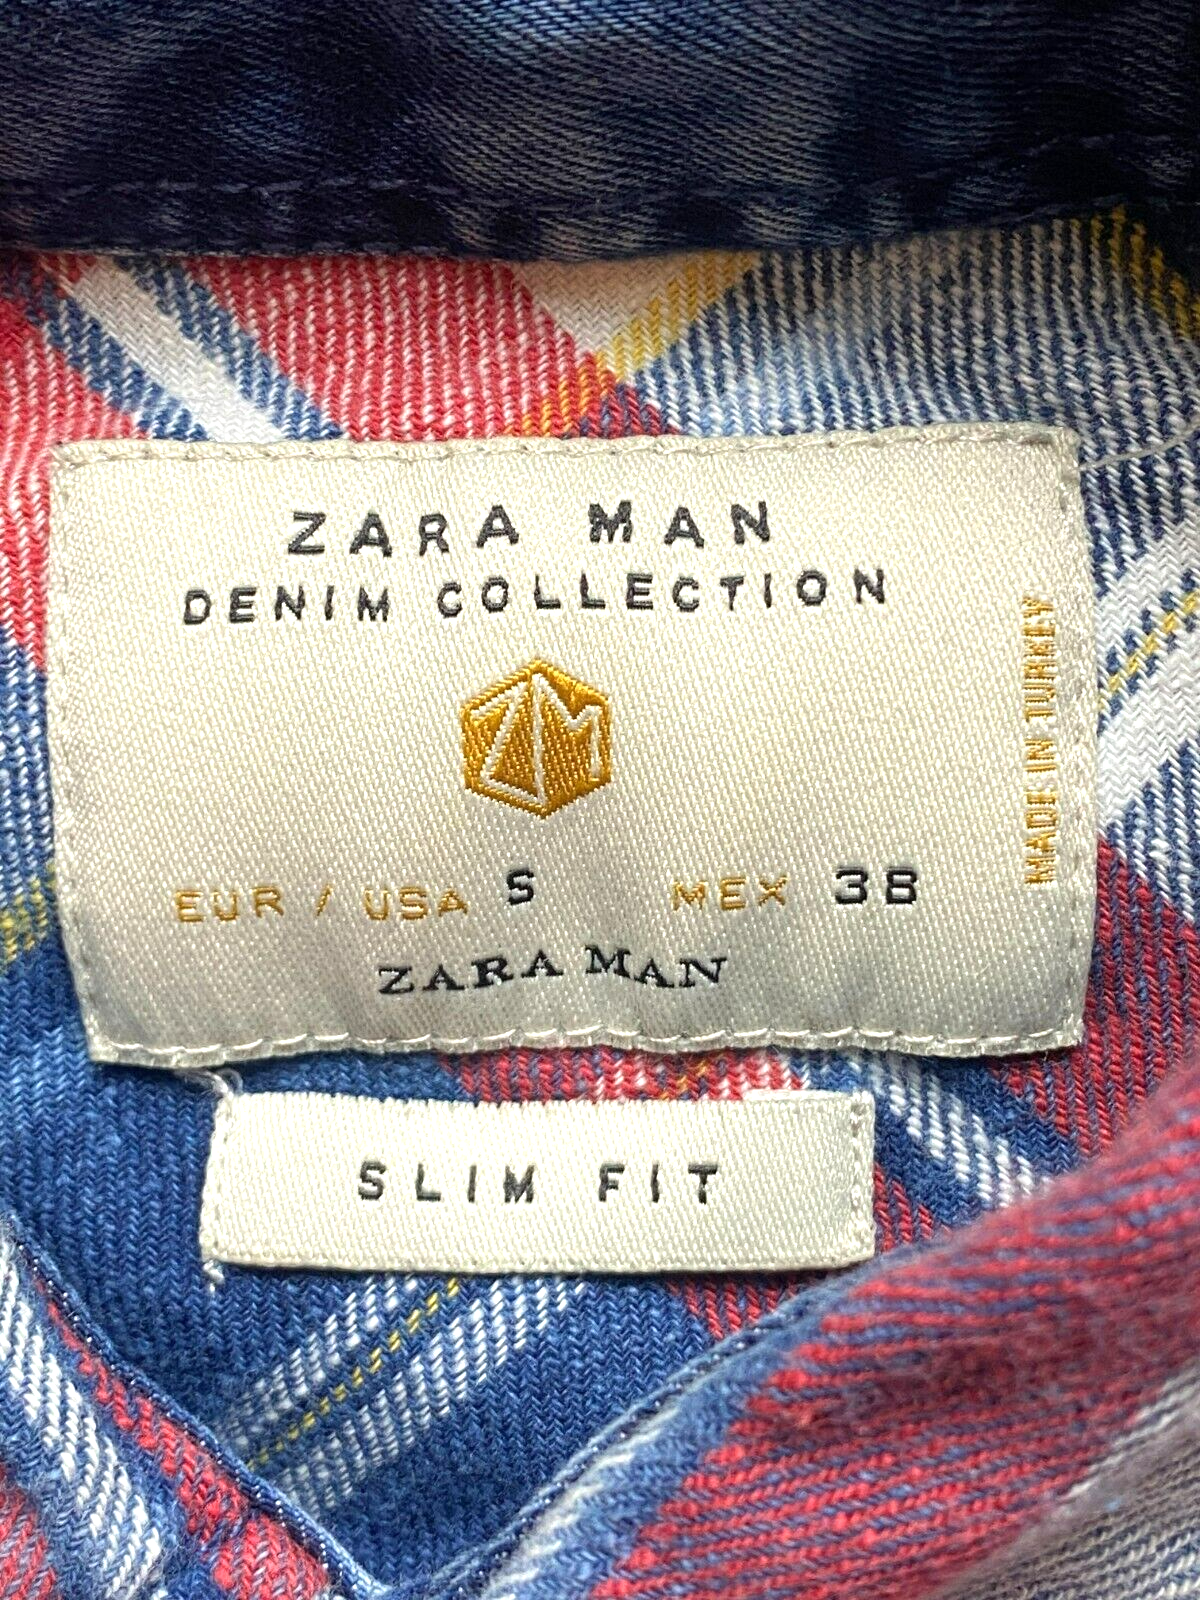 ZARA MAN
DENIM COLLECTION
ZM
MADE IN TURKEY
EUR / USA S MEX 38
ZARA MAN
SLIM FIT